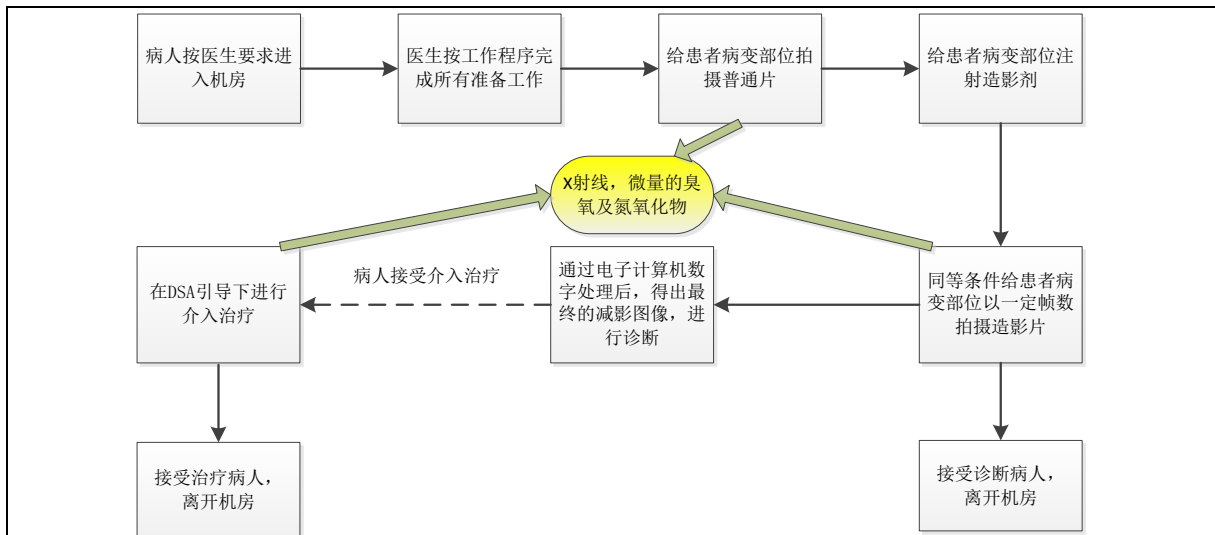 病人按医生要求进
入机房
医生按工作程序完
成所有准备工作
给患者病变部位拍
摄普通片
给患者病变部位注
射造影剂
X射线，微量的臭
氧及氮氧化物
在DSA引导下进行
介入治疗
病人接受介入治疗
通过电子计算机数
字处理后，得出最
终的减影图像，进
行诊断
同等条件给患者病
变部位以一定帧数
拍摄造影片
接受治疗病人，
离开机房
接受诊断病人，
离开机房